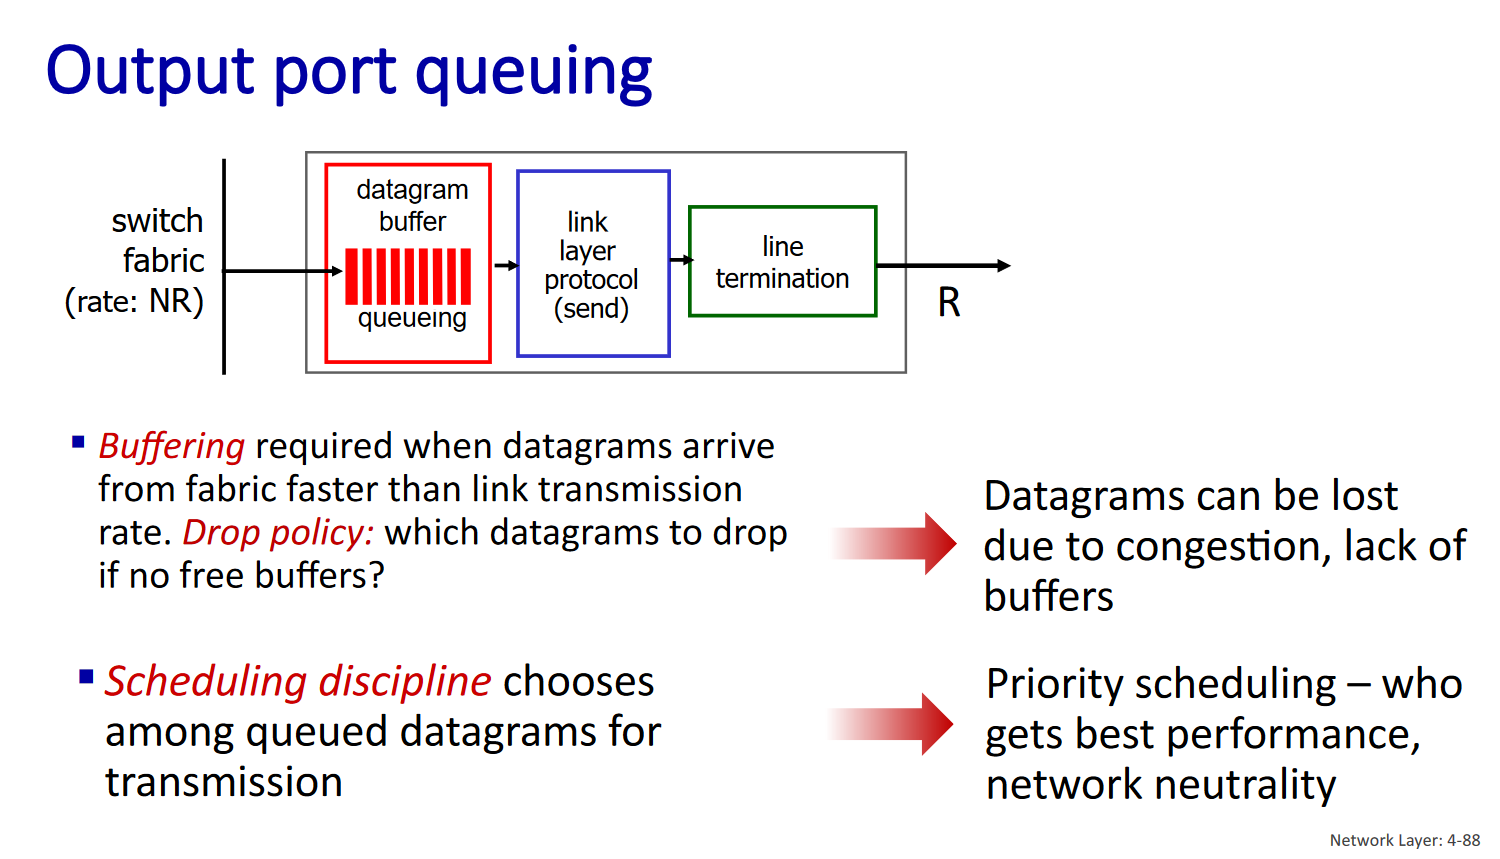 Output port queuing
switch
fabric
(rate: NR)
datagram
buffer
queueing
link
layer
protocol
(send)
line
termination
R
Buffering required when datagrams arrive
from fabric faster than link transmission
rate. Drop policy: which datagrams to drop
if no free buffers?
Datagrams can be lost
due to congestion, lack of
buffers
Scheduling discipline chooses
among queued datagrams for
transmission
Priority scheduling – who
gets best performance,
network neutrality
Network Layer: 4-88